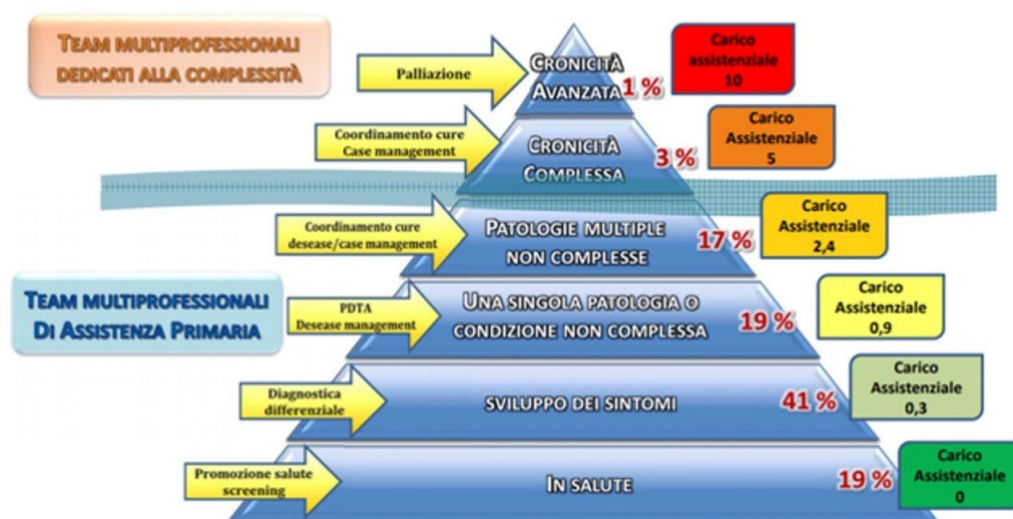 TEAM MULTIPROFESSIONALI
DEDICATI ALLA COMPLESSITÀ
Palliazione
CRONICITÀ
AVANZATA
1 %
Carico
assistenziale
10
Coordinamento cure
Case management
CRONICITÀ
COMPLESSA
3 %
Carico
Assistenziale
5
Coordinamento cure
desease/case management
PATOLOGIE MULTIPLE
NON COMPLESSE
17 %
Carico
Assistenziale
2,4
TEAM MULTIPROFESSIONALI
DI ASSISTENZA PRIMARIA
PDTA
Desease management
UNA SINGOLA PATOLOGIA O
CONDIZIONE NON COMPLESSA
19 %
Carico
Assistenziale
0,9
Diagnostica
differenziale
SVILUPPO DEI SINTOMI
41 %
Carico
Assistenziale
0,3
Promozione salute
screening
IN SALUTE
19 %
Carico
Assistenziale
0